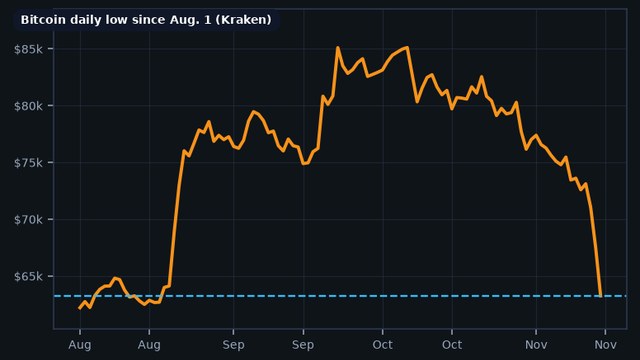 Bitcoin daily low since Aug. 1 (Kraken)
$85k
$80k
$75k
$70k
$65k
Aug Aug Sep Sep Oct Oct Nov Nov